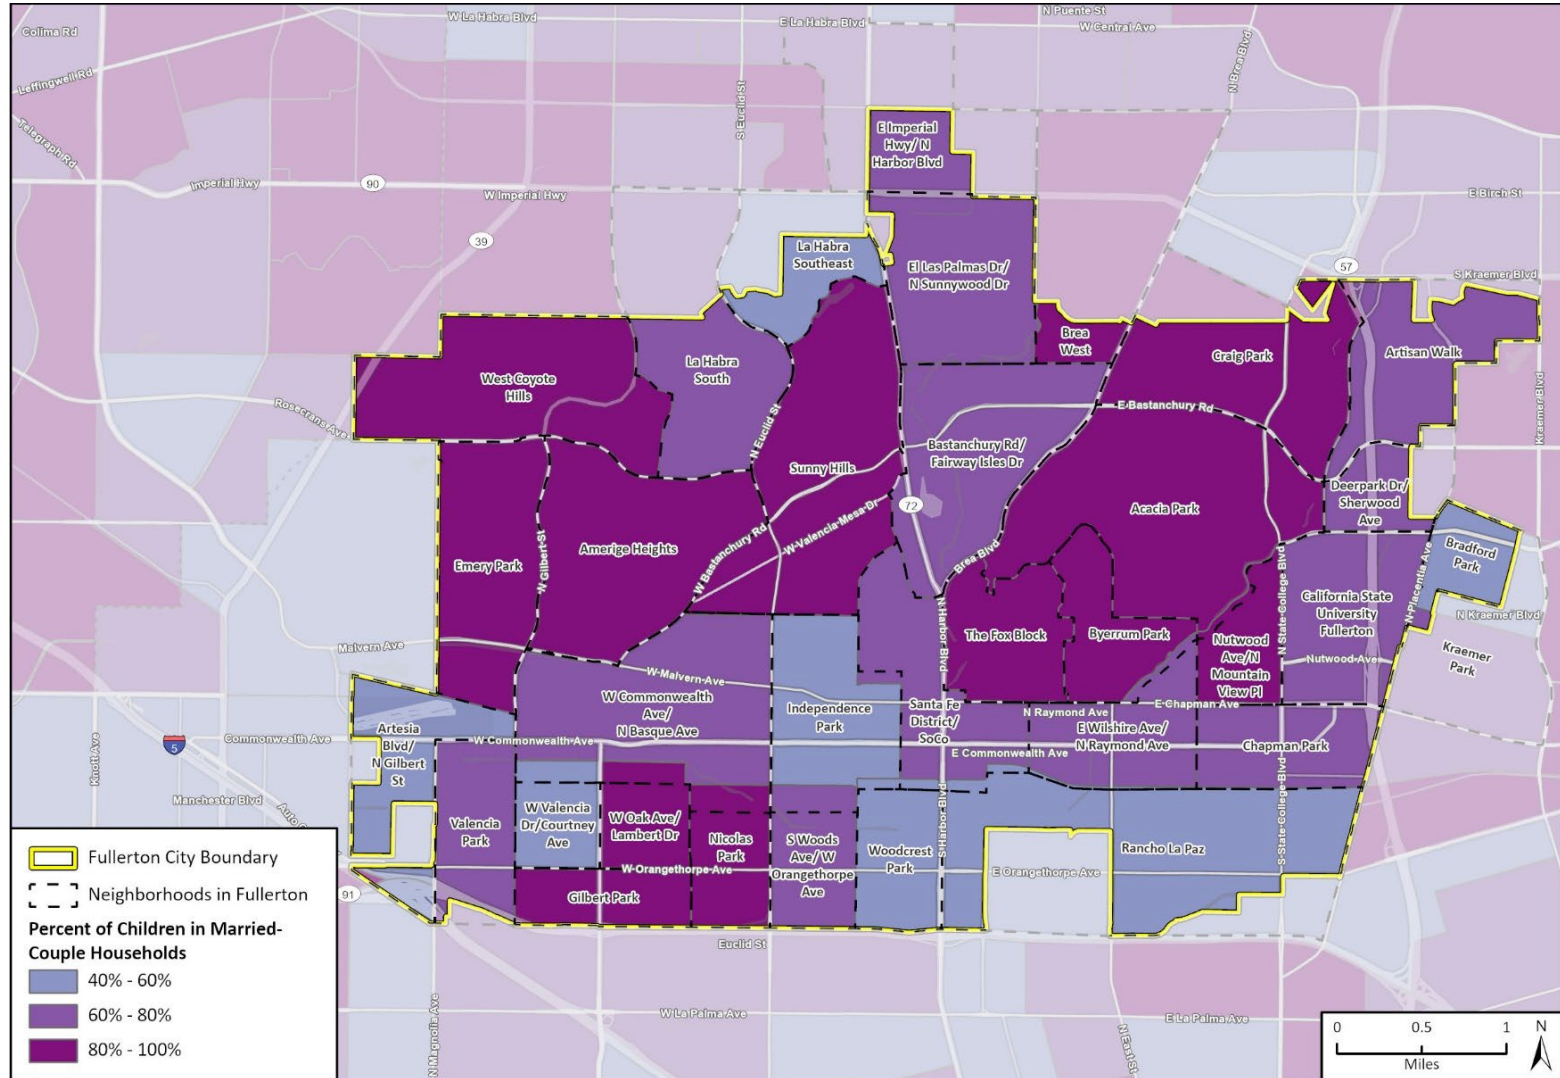 N Puente St
W La Habra Blvd
E La Habra Blvd
W Central Ave
Colima Rd
N Brea Blvd
Leffingwell Rd
S Euclid St
Telegraph Rd
E Imperial
Hwy/ N
Harbor Blvd
Imperial Hwy
90
W Imperial Hwy
E Birch St
39
La Habra
Southeast
El Las Palmas Dr/
N Sunnywood Dr
57
S Kraemer Blvd
Brea
West
Craig Park
Artisan Walk
La Habra
South
West Coyote
Hills
Kraemer Blvd
Rosecrans Ave
E Bastanchury Rd
N Euclid St
Bastanchury Rd/
Fairway Isles Dr
Sunny Hills
Deerpark Dr/
Sherwood
Ave
72
Acacia Park
W Valencia Mesa Dr
W Bastanchury Rd
Amerige Heights
Emery Park
N Gilbert St
Brea Blvd
Bradford
Park
N Placentia Ave
N State College Blvd
California State
University
Fullerton
N Kraemer Blvd
N Harbor Blvd
The Fox Block
Byerrum Park
Nutwood
Ave/N
Mountain
View Pl
Nutwood Ave
Kraemer
Park
Malvern Ave
W Malvern Ave
W Commonwealth
Ave/
N Basque Ave
Independence
Park
Santa Fe
District/
SoCo
N Raymond Ave
E Chapman Ave
E Wilshire Ave/
N Raymond Ave
Chapman Park
Artesia
Blvd/
N Gilbert
St
5
Commonwealth Ave
W Commonwealth Ave
E Commonwealth Ave
Knott Ave
Manchester Blvd
Valencia
Park
W Valencia
Dr/Courtney
Ave
W Oak Ave/
Lambert Dr
Nicolas
Park
S Woods
Ave/ W
Orangethorpe
Ave
Woodcrest
Park
S Harbor Blvd
Rancho La Paz
S State College Blvd
W Orangethorpe Ave
E Orangethorpe Ave
Gilbert Park
91
Euclid St
N Magnolia Ave
W La Palma Ave
E La Palma Ave
N East St
Fullerton City Boundary
Neighborhoods in Fullerton
Percent of Children in Married-
Couple Households
40% - 60%
60% - 80%
80% - 100%
0 0.5 1
Miles
N